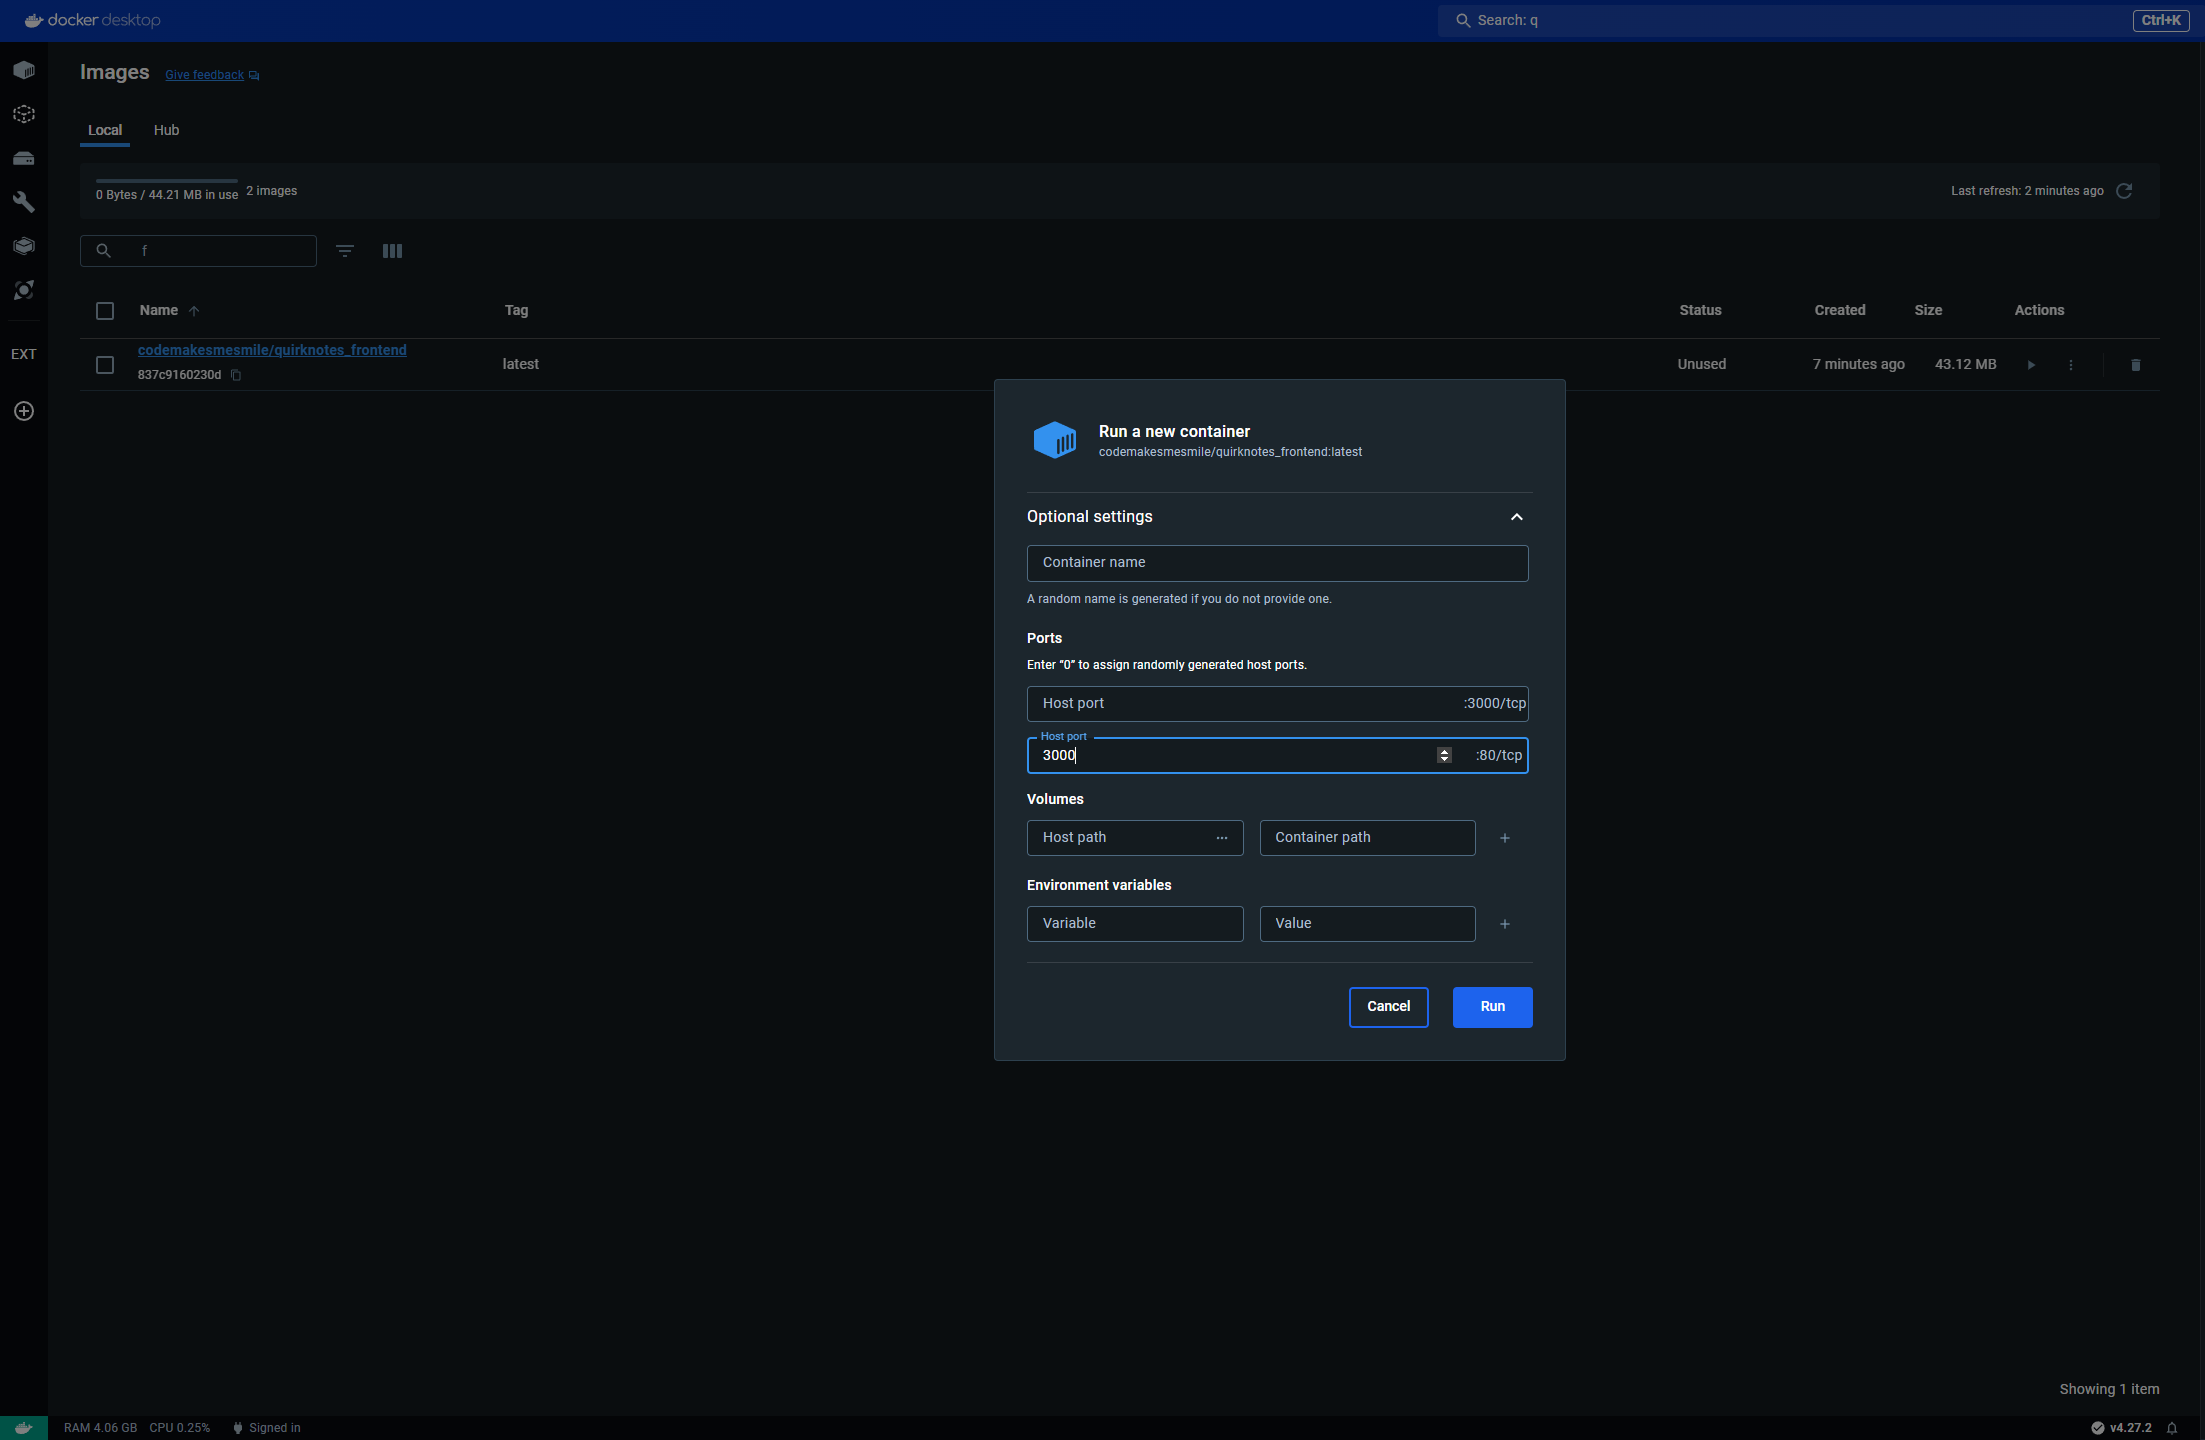 docker desktop
Search: q
Ctrl+K
Images
Give feedback
Local
Hub
0 Bytes / 44.21 MB in use
2 images
Last refresh: 2 minutes ago
f
Name
Tag
Status
Created
Size
Actions
EXT
codemakesmesmile/quirknotes_frontend
837c9160230d
latest
Unused
7 minutes ago
43.12 MB
Run a new container
codemakesmesmile/quirknotes_frontend:latest
Optional settings
Container name
A random name is generated if you do not provide one.
Ports
Enter “0” to assign randomly generated host ports.
Host port
:3000/tcp
Host port
3000
:80/tcp
Volumes
Host path
...
Container path
+
Environment variables
Variable
Value
+
Cancel
Run
Showing 1 item
RAM 4.06 GB
CPU 0.25%
Signed in
v4.27.2